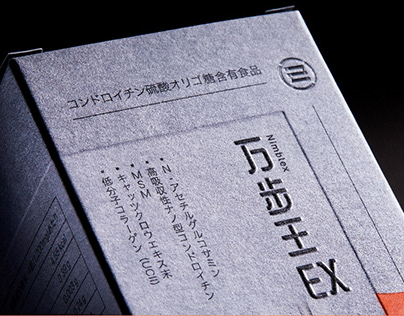 コンドロイチン硫酸オリゴ糖含有食品
Nimblex
万歩王EX
・N-アセチルグルコサミン
・高吸収性ナノ型コンドロイチン
・MSM
・キャッツクロウエキス末
・低分子コラーゲン(CⅡ)